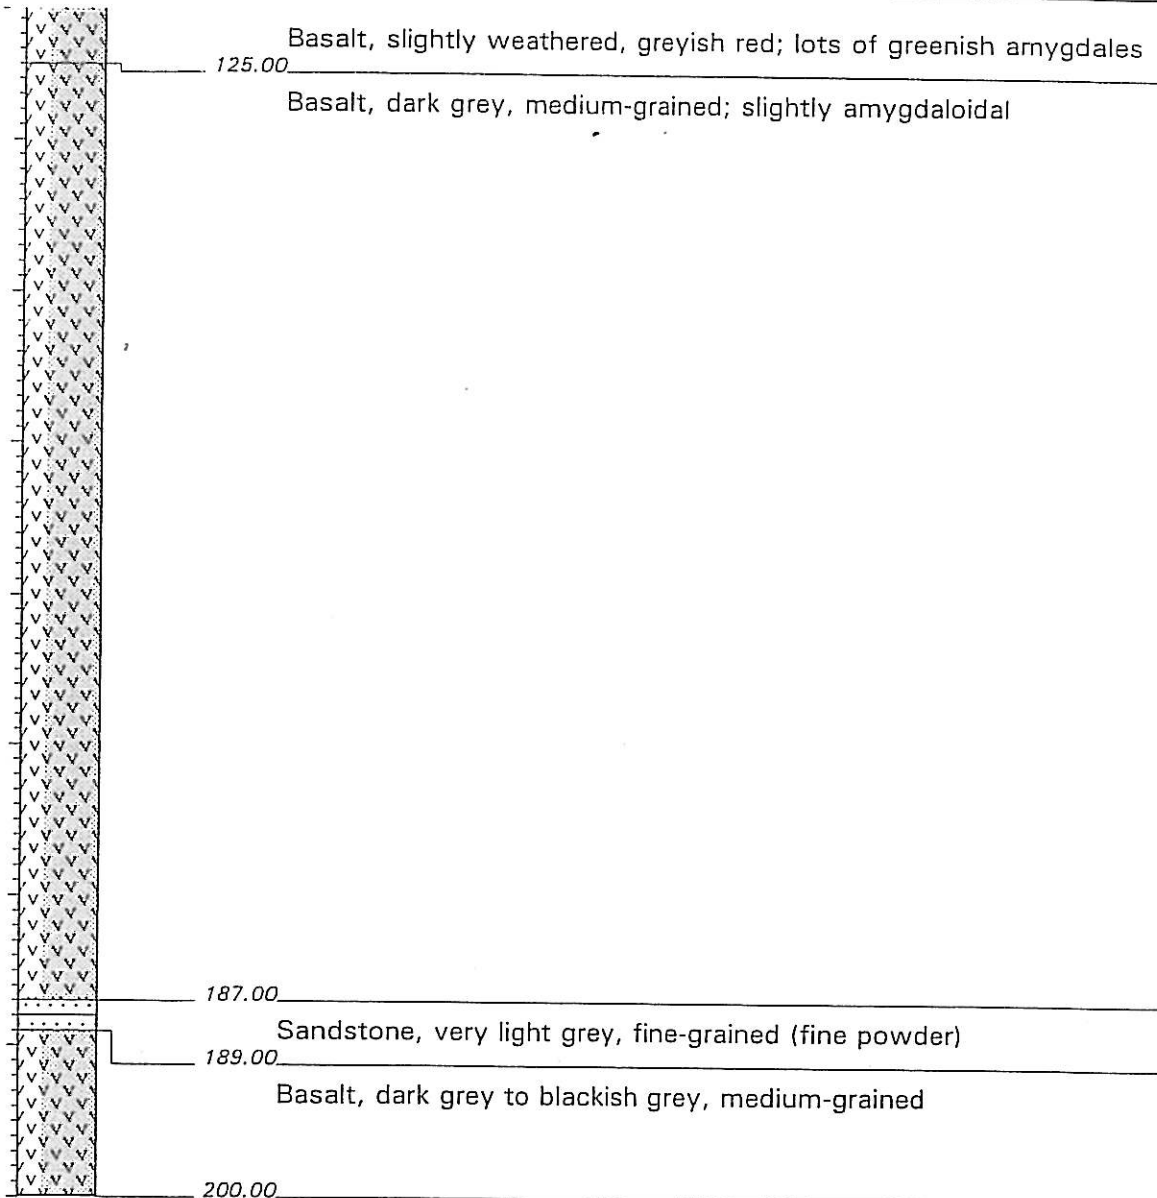 Basalt, slightly weathered, greyish red; lots of greenish amygdales
125.00
Basalt, dark grey, medium-grained; slightly amygdaloidal
187.00
Sandstone, very light grey, fine-grained (fine powder)
189.00
Basalt, dark grey to blackish grey, medium-grained
200.00